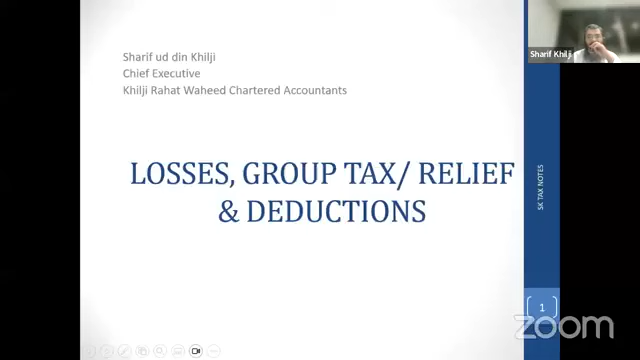 Sharif ud din Khilji
Chief Executive
Khilji Rahat Waheed Chartered Accountants
LOSSES, GROUP TAX/ RELIEF
& DEDUCTIONS
Sharif Khilji
SK TAX NOTES
1
zoom